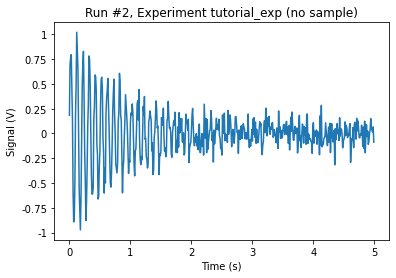 Run #2, Experiment tutorial_exp (no sample)
1
0.75
0.5
0.25
0
-0.25
-0.5
-0.75
-1
Signal (V)
0 1 2 3 4 5
Time (s)